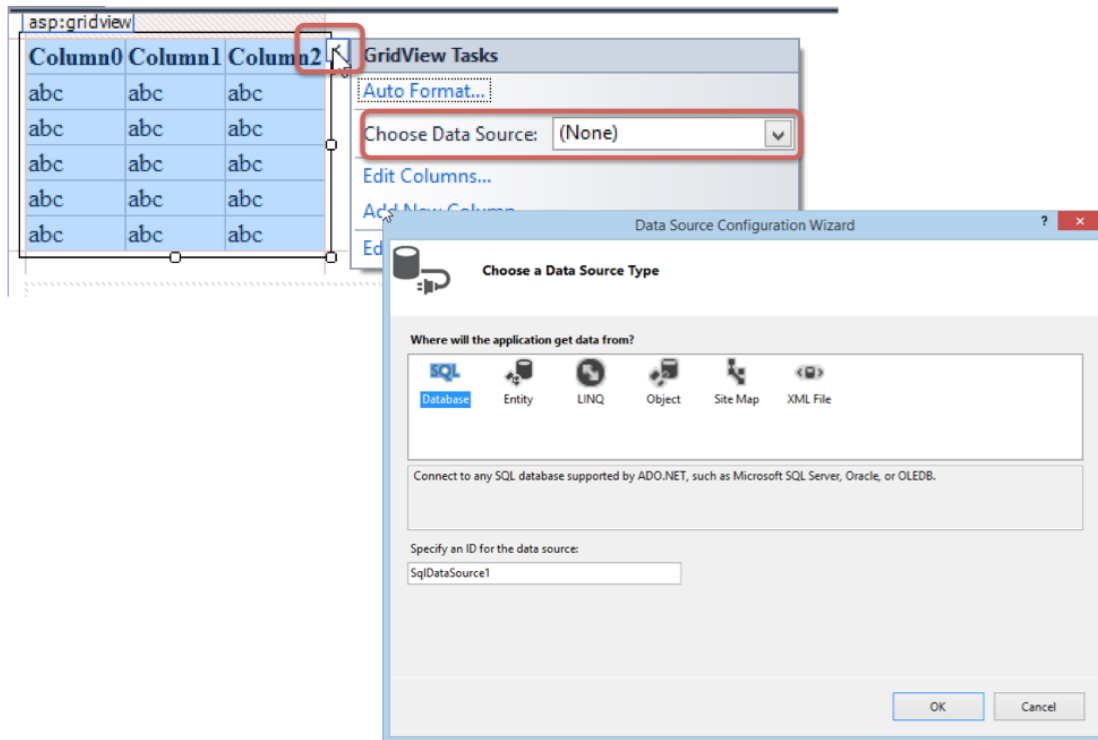 asp:gridview
Column0 Column1 Column2
abc abc abc
abc abc abc
abc abc abc
abc abc abc
abc abc abc
GridView Tasks
Auto Format...
Choose Data Source: (None)
Edit Columns...
Add New Column
Ed
Data Source Configuration Wizard
?
Choose a Data Source Type
Where will the application get data from?
SQL
Database Entity LINQ Object Site Map XML File
Connect to any SQL database supported by ADO.NET, such as Microsoft SQL Server, Oracle, or OLEDB.
Specify an ID for the data source:
SqlDataSource1
OK Cancel